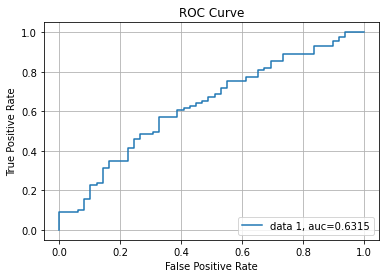 ROC Curve
True Positive Rate
1.0
0.8
0.6
0.4
0.2
0.0
data 1, auc=0.6315
0.0 0.2 0.4 0.6 0.8 1.0
False Positive Rate